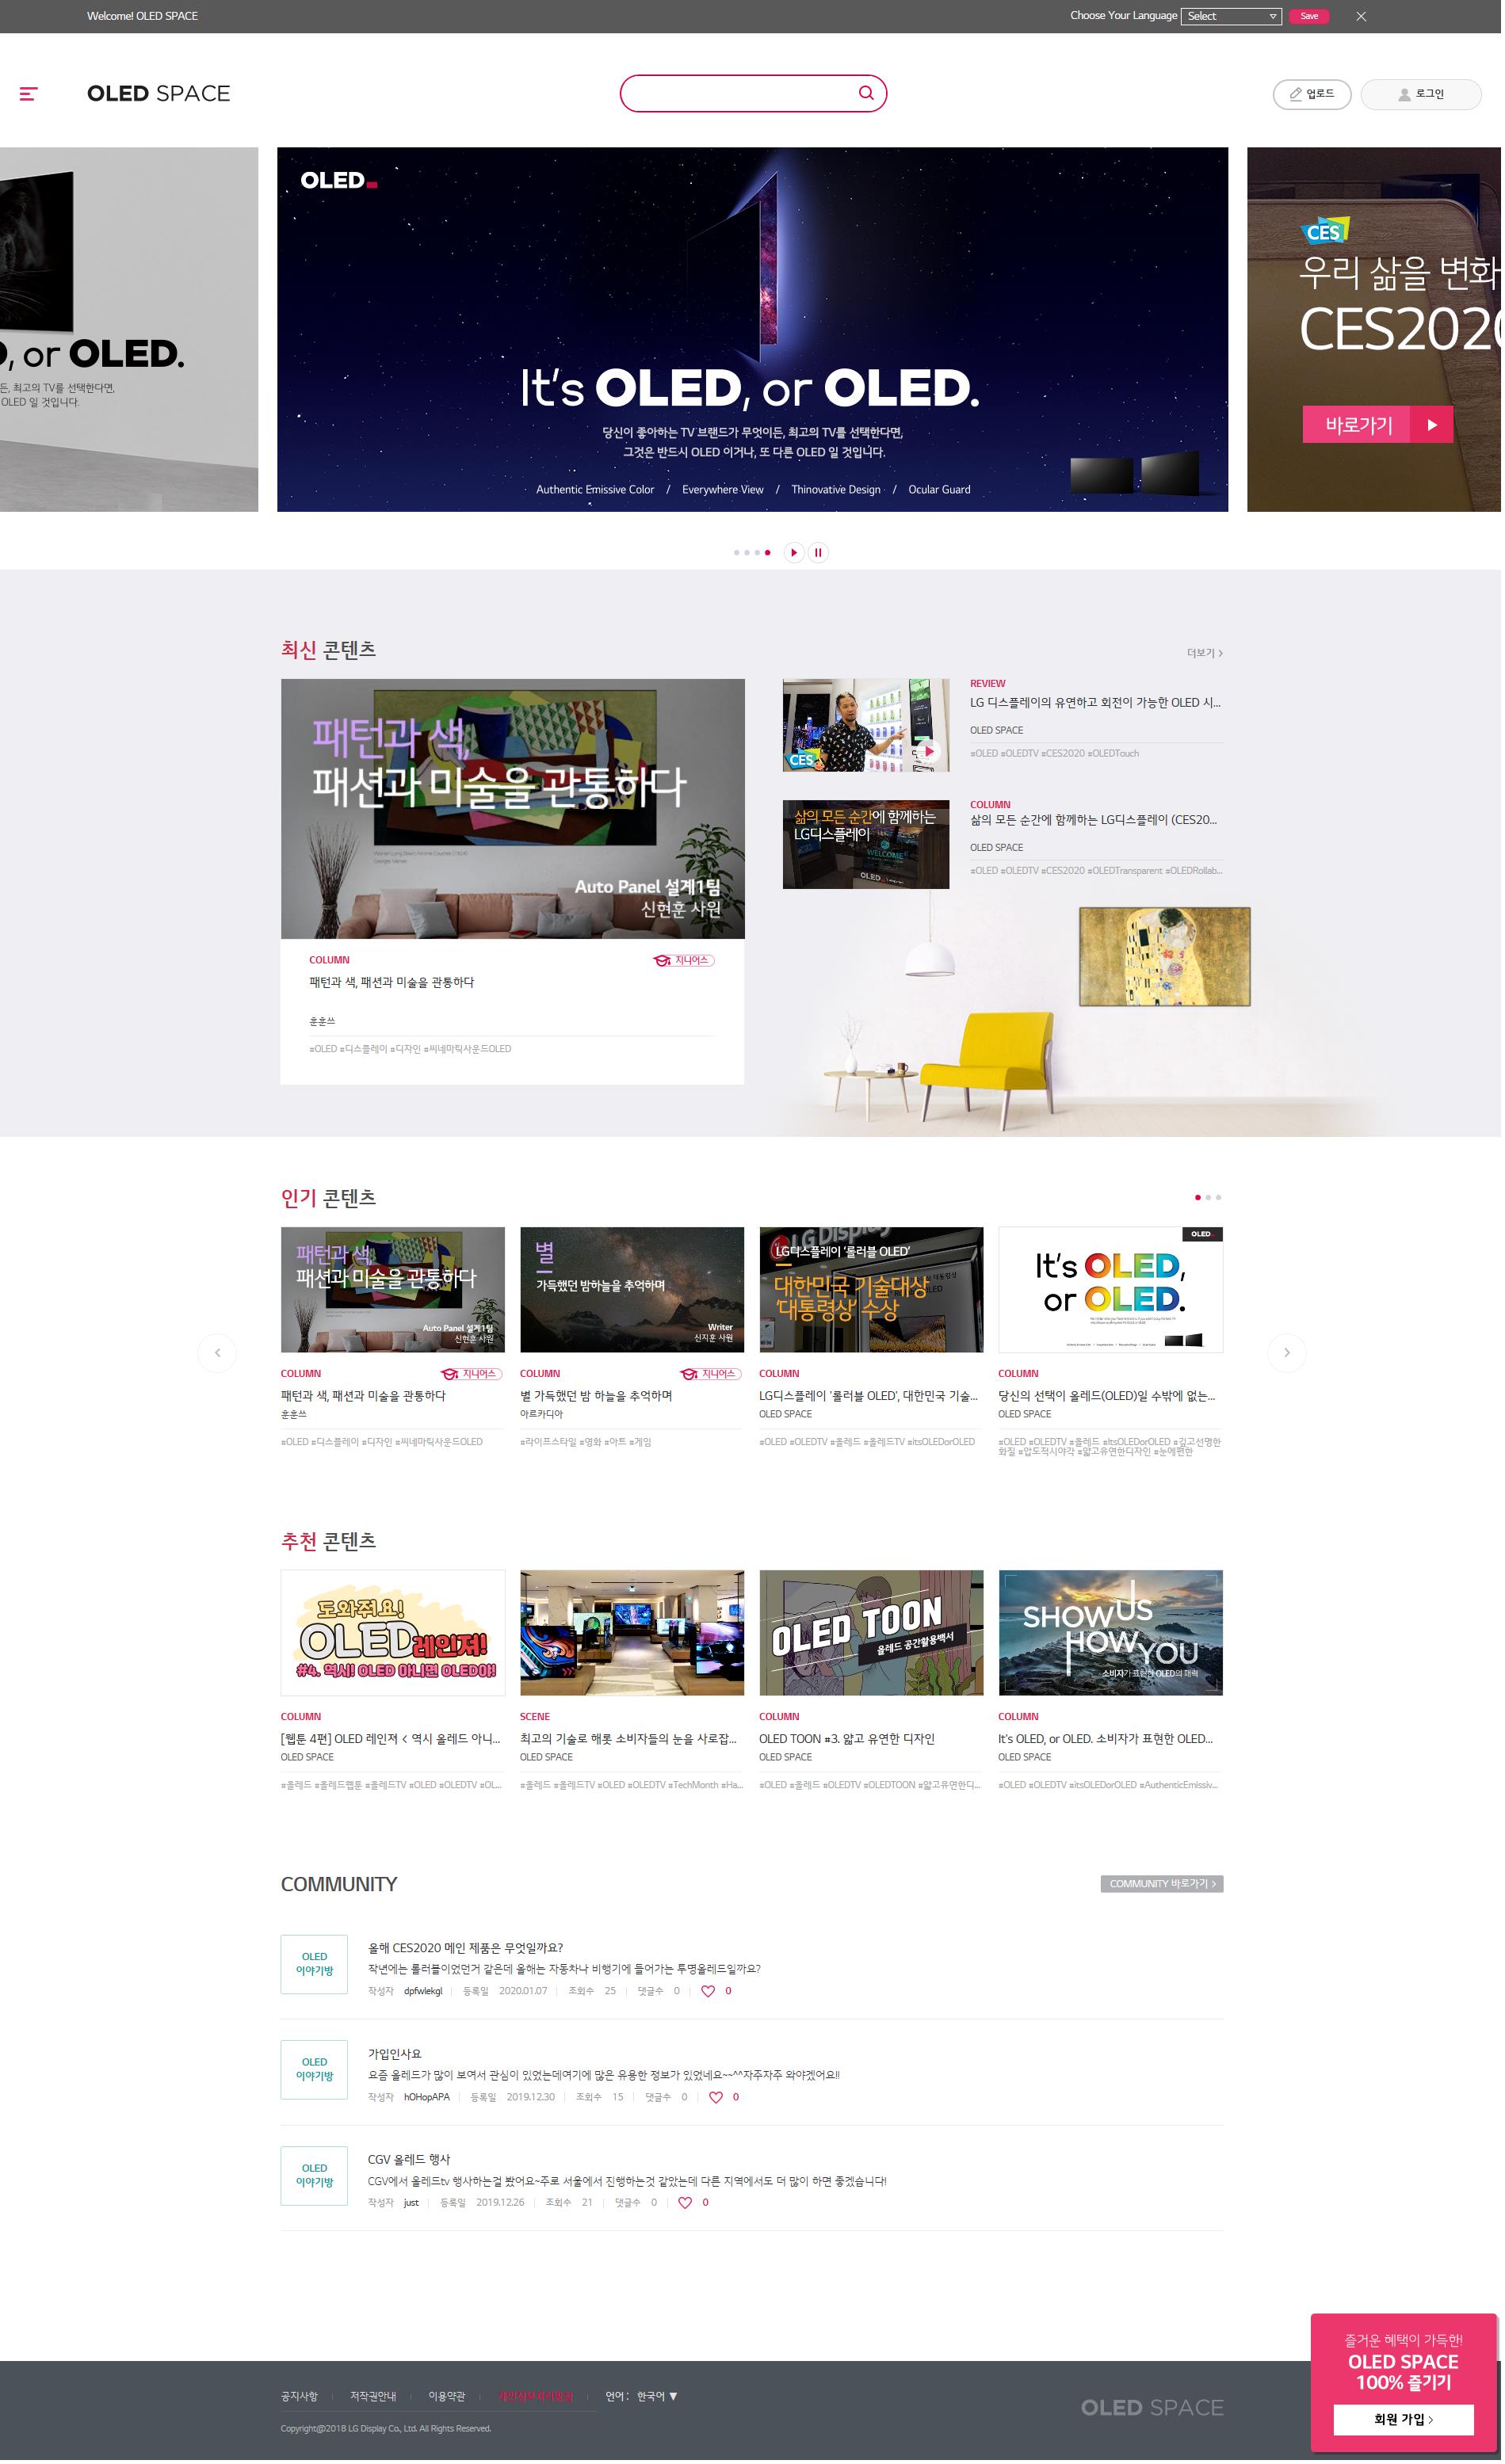 Welcome! OLED SPACE
Choose Your Language
Select
Save
OLED SPACE
업로드
로그인
, or OLED.
든, 최고의 TV를 선택한다면,
OLED 일 것입니다.
OLED
It's OLED, or OLED.
당신이 좋아하는 TV 브랜드가 무엇이든, 최고의 TV를 선택한다면,
그것은 반드시 OLED 이거나, 또 다른 OLED 일 것입니다.
Authentic Emissive Color / Everywhere View / Thinovative Design / Ocular Guard
CES
우리 삶을 변화
CES2020
바로가기
최신 콘텐츠
더보기
패턴과 색,
패션과 미술을 관통하다
Auto Panel 설계1팀
신현훈 사원
COLUMN
지니어스
패턴과 색, 패션과 미술을 관통하다
훈훈쓰
#OLED #디스플레이 #디자인 #씨네마틱사운드OLED
CES
REVIEW
LG 디스플레이의 유연하고 회전이 가능한 OLED 시...
OLED SPACE
#OLED #OLEDTV #CES2020 #OLEDTouch
삶의 모든 순간에 함께하는
LG디스플레이
WELCOME
OLED
COLUMN
삶의 모든 순간에 함께하는 LG디스플레이 (CES20...
OLED SPACE
#OLED #OLEDTV #CES2020 #OLEDTransparent #OLEDRollab...
인기 콘텐츠
패턴과 색,
패션과 미술을 관통하다
Auto Panel 설계1팀
신현훈 사원
COLUMN
지니어스
패턴과 색, 패션과 미술을 관통하다
훈훈쓰
#OLED #디스플레이 #디자인 #씨네마틱사운드OLED
별
가득했던 밤하늘을 추억하며
Writer
신지훈 사원
COLUMN
지니어스
별 가득했던 밤 하늘을 추억하며
아르카디아
#라이프스타일 #영화 #아트 #게임
LG Display
LG디스플레이 '롤러블 OLED'
대한민국 기술대상
'대통령상' 수상
COLUMN
LG디스플레이 '롤러블 OLED', 대한민국 기술...
OLED SPACE
#OLED #OLEDTV #올레드 #올레드TV #itsOLEDorOLED
OLED
It's OLED,
or OLED.
COLUMN
당신의 선택이 올레드(OLED)일 수밖에 없는...
OLED SPACE
#OLED #OLEDTV #올레드 #ItsOLEDorOLED #깊고선명한
화질 #압도적시야각 #얇고유연한디자인 #눈에편한
추천 콘텐츠
도와줘요!
OLED레인져!
#4. 역시! OLED 아니면 OLED야!
COLUMN
[웹툰 4편] OLED 레인져 < 역시 올레드 아니...
OLED SPACE
#올레드 #올레드웹툰 #올레드TV #OLED #OLEDTV #OL...
SCENE
최고의 기술로 해롯 소비자들의 눈을 사로잡...
OLED SPACE
#올레드 #올레드TV #OLED #OLEDTV #TechMonth #Ha...
OLED TOON
올레드 공간활용백서
COLUMN
OLED TOON #3. 얇고 유연한 디자인
OLED SPACE
#OLED #올레드 #OLEDTV #OLEDTOON #얇고유연한디...
SHOW US
HOW YOU
소비자가 표현한 OLED의 매력
COLUMN
It's OLED, or OLED. 소비자가 표현한 OLED...
OLED SPACE
#OLED #OLEDTV #itsOLEDorOLED #AuthenticEmissiv...
COMMUNITY
COMMUNITY 바로가기
OLED
이야기방
올해 CES2020 메인 제품은 무엇일까요?
작년에는 롤러블이었던거 같은데 올해는 자동차나 비행기에 들어가는 투명올레드일까요?
작성자 dpfwlekgl 등록일 2020.01.07 조회수 25 댓글수 0 0
OLED
이야기방
가입인사요
요즘 올레드가 많이 보여서 관심이 있었는데여기에 많은 유용한 정보가 있었네요~~^^자주자주 와야겠어요!!
작성자 hOHopAPA 등록일 2019.12.30 조회수 15 댓글수 0 0
OLED
이야기방
CGV 올레드 행사
CGV에서 올레드tv 행사하는걸 봤어요~주로 서울에서 진행하는것 같았는데 다른 지역에서도 더 많이 하면 좋겠습니다!
작성자 just 등록일 2019.12.26 조회수 21 댓글수 0 0
공지사항
저작권안내
이용약관
개인정보처리방침
언어 : 한국어 ▼
Copyright@2018 LG Display Co., Ltd. All Rights Reserved.
OLED SPACE
즐거운 혜택이 가득한!
OLED SPACE
100% 즐기기
회원 가입